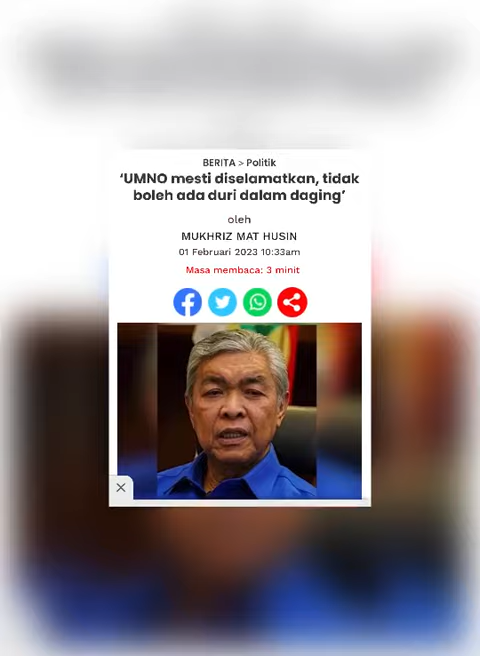 BERITA > Politik
‘UMNO mesti diselamatkan, tidak
boleh ada duri dalam daging’
oleh
MUKHRIZ MAT HUSIN
01 Februari 2023 10:33am
Masa membaca: 3 minit